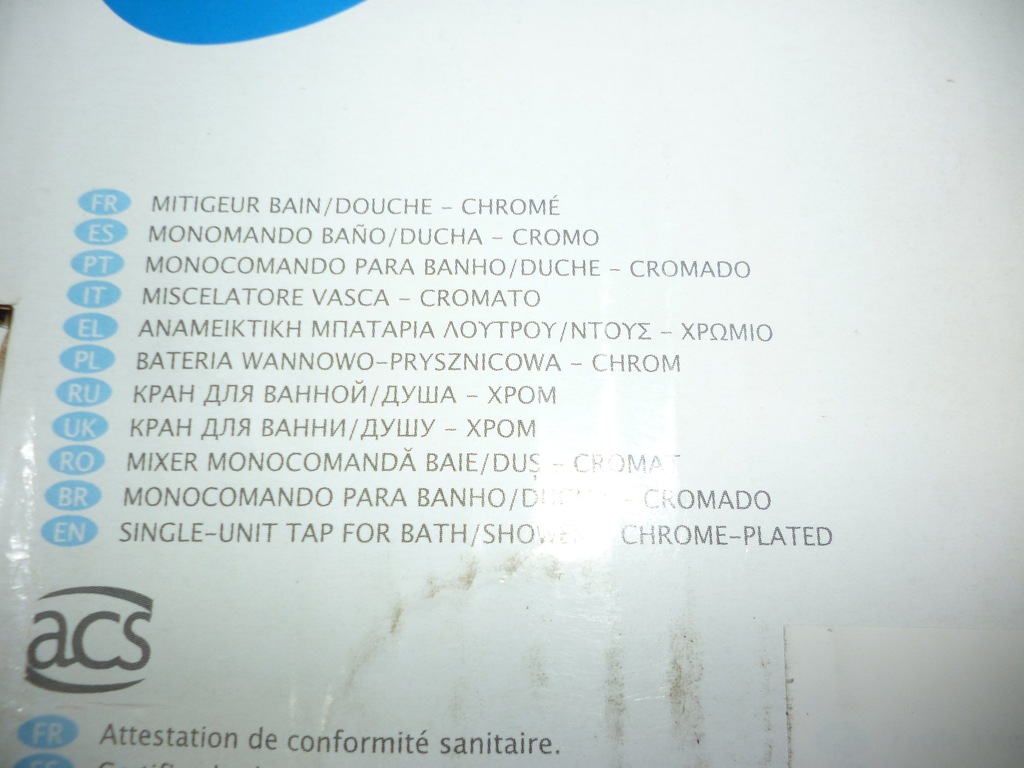 FR MITIGEUR BAIN/DOUCHE – CHROMÉ
ES MONOMANDO BAÑO/DUCHA – CROMO
PT MONOCOMANDO PARA BANHO/DUCHE – CROMADO
IT MISCELATORE VASCA – CROMATO
EL ΑΝΑΜΕΙΚΤΙΚΗ ΜΠΑΤΑΡΙΑ ΛΟΥΤΡΟΥ/ΝΤΟΥΣ – ΧΡΩΜΙΟ
PL BATERIA WANNOWO-PRYSZNICOWA – CHROM
RU КРАН ДЛЯ ВАННОЙ/ДУША – ХРОМ
UK КРАН ДЛЯ ВАННИ/ДУШУ – ХРОМ
RO MIXER MONOCOMANDĂ BAIE/DUȘ – CROMAT
BR MONOCOMANDO PARA BANHO/DUCHA – CROMADO
EN SINGLE-UNIT TAP FOR BATH/SHOWER – CHROME-PLATED
acs
FR Attestation de conformité sanitaire.